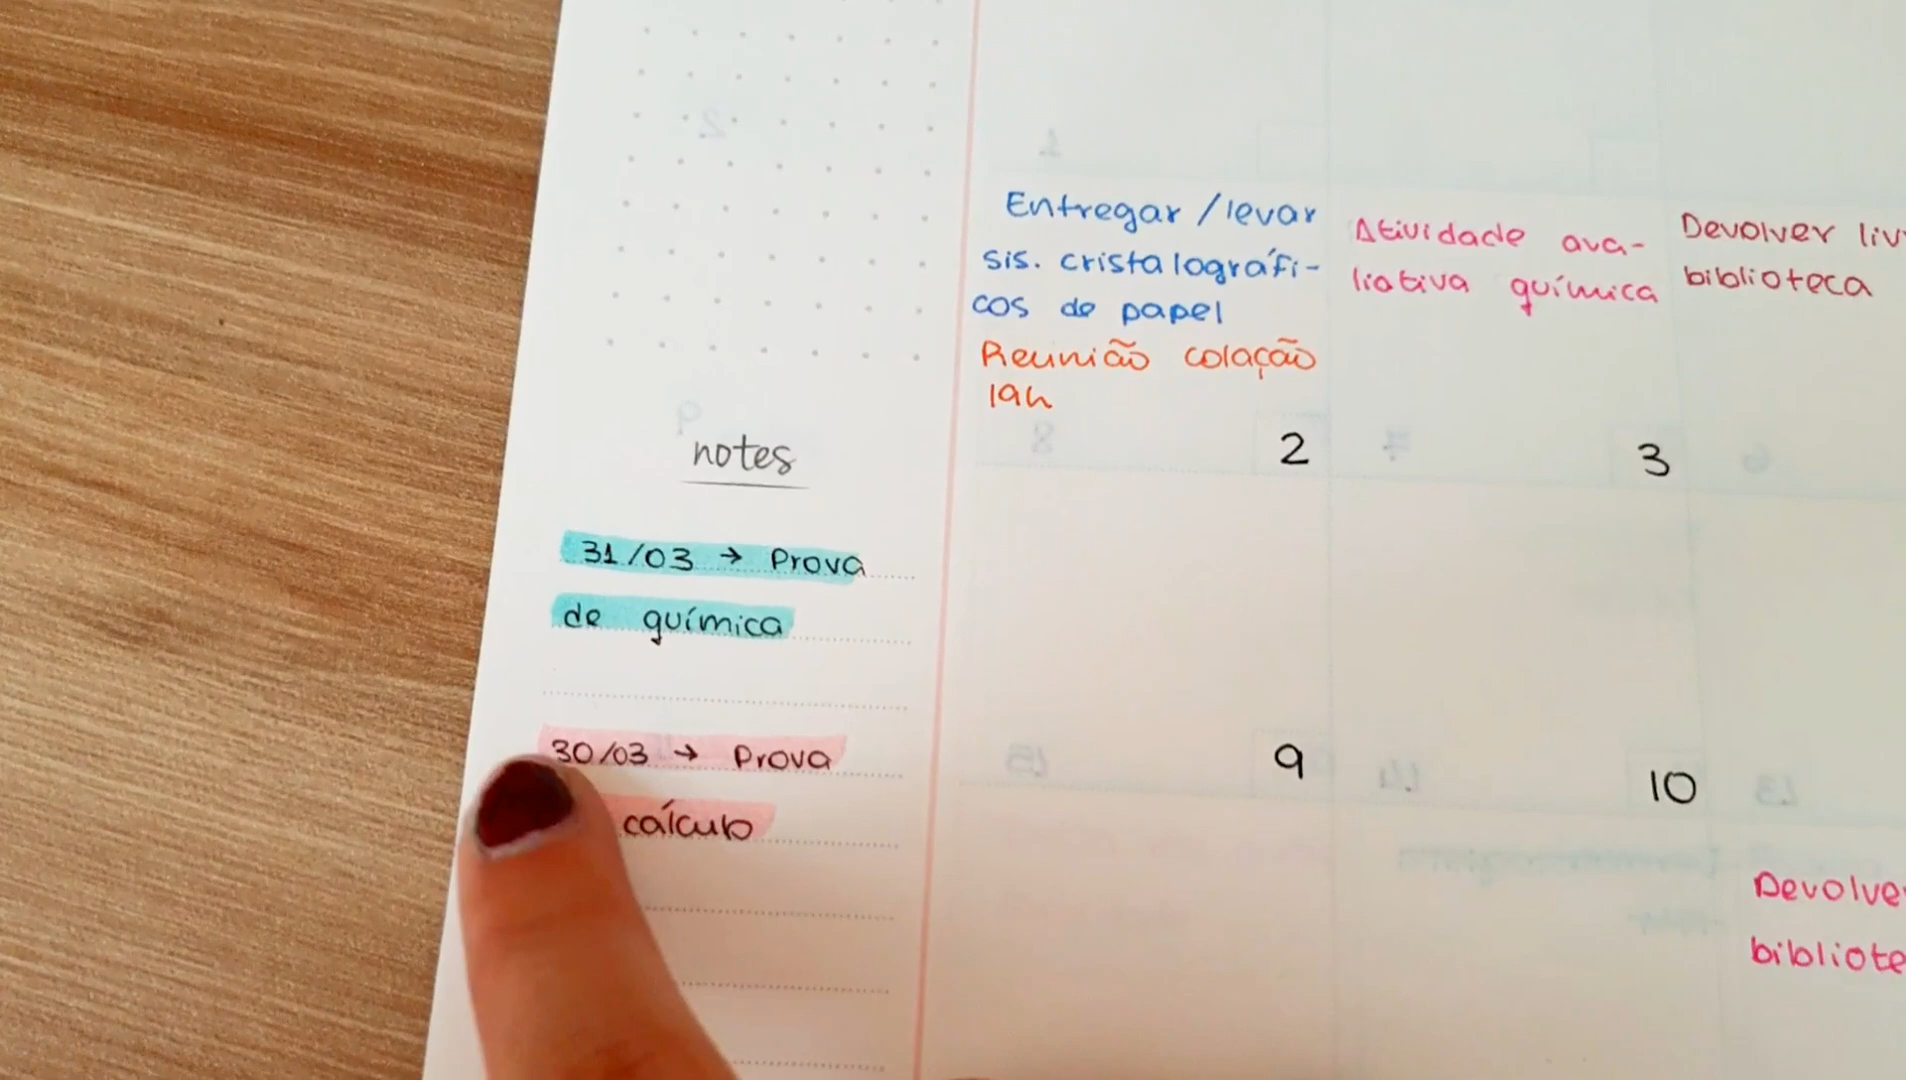 Entregar / levar
sis. cristalográfi-
cos de papel
Reunião colação
19h
Atividade ava-
liativa química
Devolver liv
biblioteca
2
3
notes
31/03 → Prova
de química
30/03 → Prova
cálculo
9
10
Devolve
bibliote